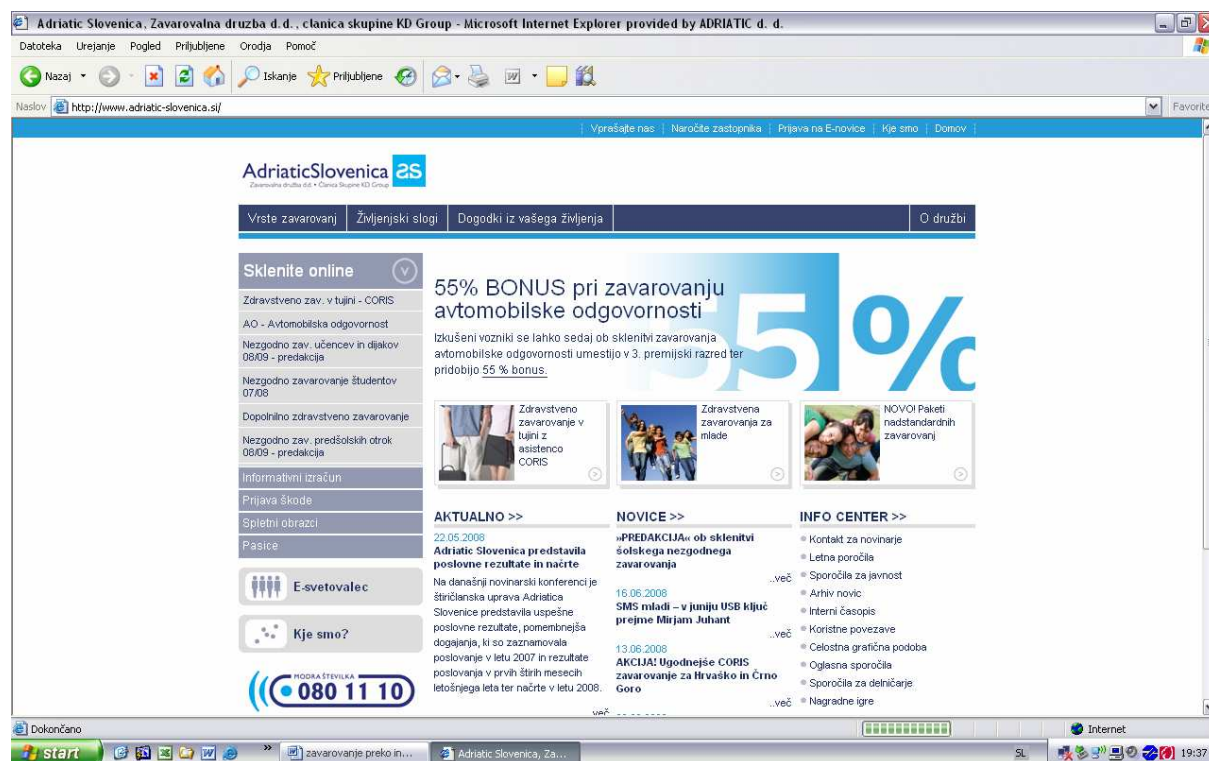 Adriatic Slovenica, Zavarovalna druzba d.d., clanica skupine KD Group - Microsoft Internet Explorer provided by ADRIATIC d. d.
Datoteka Urejanje Pogled Priljubljene Orodja Pomoč
Nazaj Iskanje Priljubljene
Naslov http://www.adriatic-slovenica.si/ Favorite
Vprašajte nas Naročite zastopnika Prijava na E-novice Kje smo Domov
AdriaticSlovenica
Zavarovalna družba d.d. • Članica Skupine KD Group
Vrste zavarovanj Življenjski slogi Dogodki iz vašega življenja O družbi
Sklenite online
Zdravstveno zav. v tujini - CORIS
AO - Avtomobilska odgovornost
Nezgodno zav. učencev in dijakov
08/09 - predakcija
Nezgodno zavarovanje študentov
07/08
Dopolnilno zdravstveno zavarovanje
Nezgodno zav. predšolskih otrok
08/09 - predakcija
Informativni izračun
Prijava škode
Spletni obrazci
Pasice
E-svetovalec
Kje smo?
MODRA ŠTEVILKA
080 11 10
55% BONUS pri zavarovanju
avtomobilske odgovornosti
Izkušeni vozniki se lahko sedaj ob sklenitvi zavarovanja
avtomobilske odgovornosti umestijo v 3. premijski razred ter
pridobijo 55 % bonus.
55%
Zdravstveno
zavarovanje v
tujini z
asistenco
CORIS
Zdravstvena
zavarovanja za
mlade
NOVO! Paketi
nadstandardnih
zavarovanj
AKTUALNO >>
22.05.2008
Adriatic Slovenica predstavila
poslovne rezultate in načrte
Na današnji novinarski konferenci je
štiričlanska uprava Adriatica
Slovenice predstavila uspešne
poslovne rezultate, pomembnejša
dogajanja, ki so zaznamovala
poslovanje v letu 2007 in rezultate
poslovanja v prvih štirih mesecih
letošnjega leta ter načrte v letu 2008.
več
NOVICE >>
»PREDAKCIJA« ob sklenitvi
šolskega nezgodnega
zavarovanja
..več
16.06.2008
SMS mladi – v juniju USB ključ
prejme Mirjam Juhant
..več
13.06.2008
AKCIJA! Ugodnejše CORIS
zavarovanje za Hrvaško in Črno
Goro
..več
INFO CENTER >>
Kontakt za novinarje
Letna poročila
Sporočila za javnost
Arhiv novic
Interni časopis
Koristne povezave
Celostna grafična podoba
Oglasna sporočila
Sporočila za delničarje
Nagradne igre
Dokončano Internet
start » zavarovanje preko in... Adriatic Slovenica, Za... SL 19:37